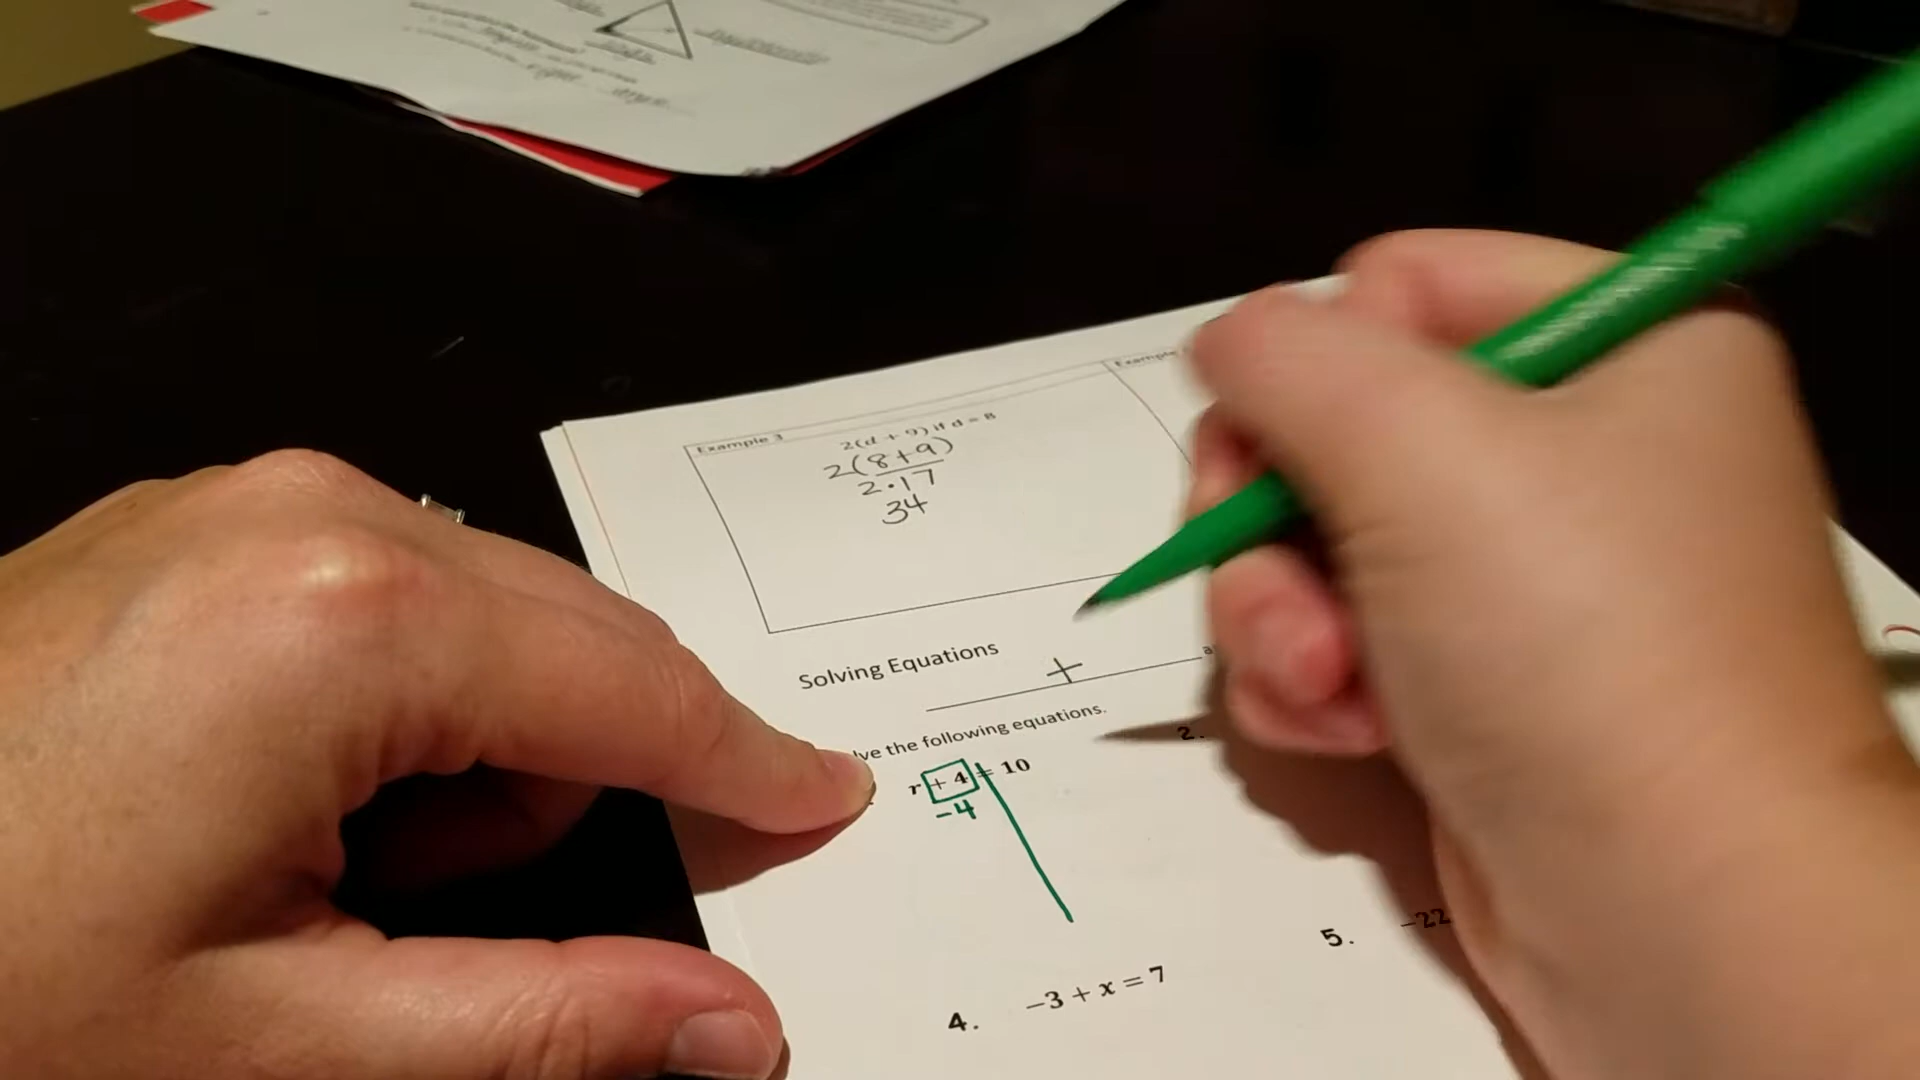 Example 3
Example
2(d + 9) if d = 8
2(8+9)
2·17
34
Solving Equations
+
a
lve the following equations.
r + 4 = 10
-4
2.
4. −3 + x = 7
5. −22